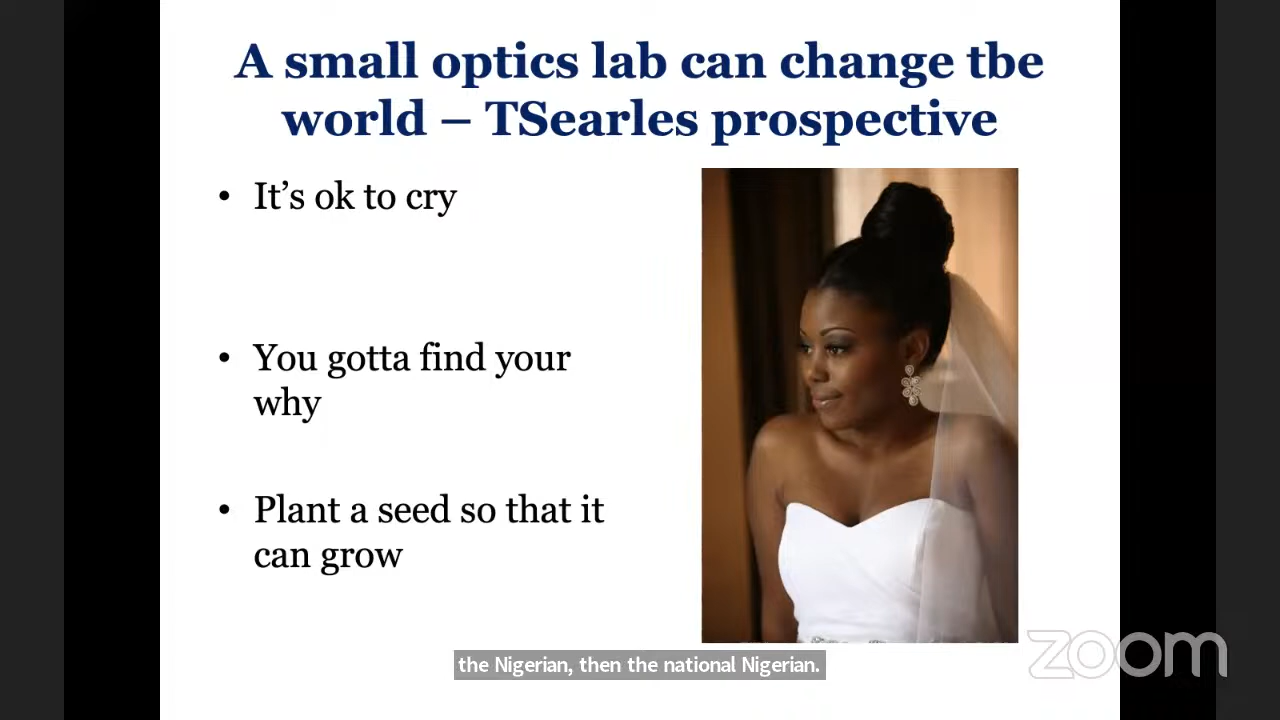 A small optics lab can change tbe
world – TSearles prospective
• It's ok to cry
• You gotta find your
why
• Plant a seed so that it
can grow
the Nigerian, then the national Nigerian.
zoom